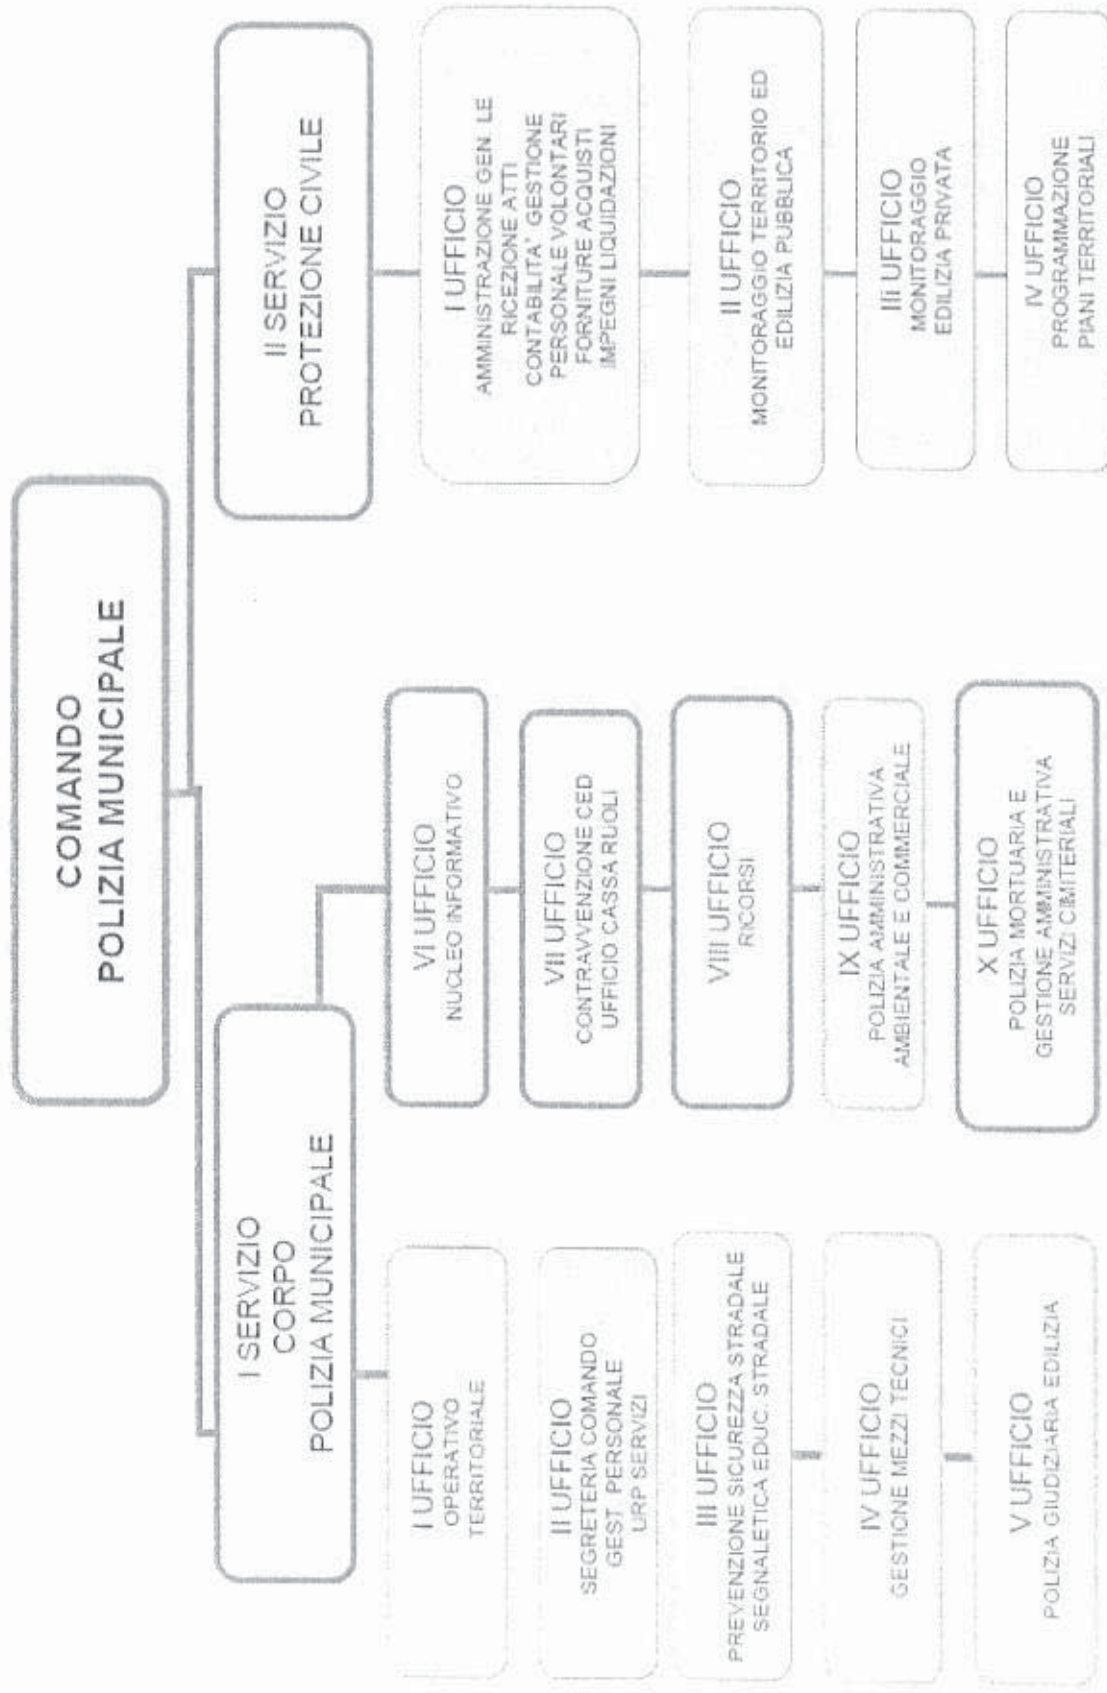 COMANDO
POLIZIA MUNICIPALE
I SERVIZIO
CORPO
POLIZIA MUNICIPALE
I UFFICIO
OPERATIVO
TERRITORIALE
II UFFICIO
SEGRETERIA COMANDO
GEST PERSONALE
URP SERVIZI
III UFFICIO
PREVENZIONE SICUREZZA STRADALE
SEGNALETICA EDUC. STRADALE
IV UFFICIO
GESTIONE MEZZI TECNICI
V UFFICIO
POLIZIA GIUDIZIARIA EDILIZIA
VI UFFICIO
NUCLEO INFORMATIVO
VII UFFICIO
CONTRAVVENZIONE CED
UFFICIO CASSA RUOLI
VIII UFFICIO
RICORSI
IX UFFICIO
POLIZIA AMMINISTRATIVA
AMBIENTALE E COMMERCIALE
X UFFICIO
POLIZIA MORTUARIA E
GESTIONE AMMINISTRATIVA
SERVIZI CIMITERIALI
II SERVIZIO
PROTEZIONE CIVILE
I UFFICIO
AMMINISTRAZIONE GEN. LE
RICEZIONE ATTI
CONTABILITA' GESTIONE
PERSONALE VOLONTARI
FORNITURE ACQUISTI
IMPEGNI LIQUIDAZIONI
II UFFICIO
MONITORAGGIO TERRITORIO ED
EDILIZIA PUBBLICA
III UFFICIO
MONITORAGGIO
EDILIZIA PRIVATA
IV UFFICIO
PROGRAMMAZIONE
PIANI TERRITORIALI